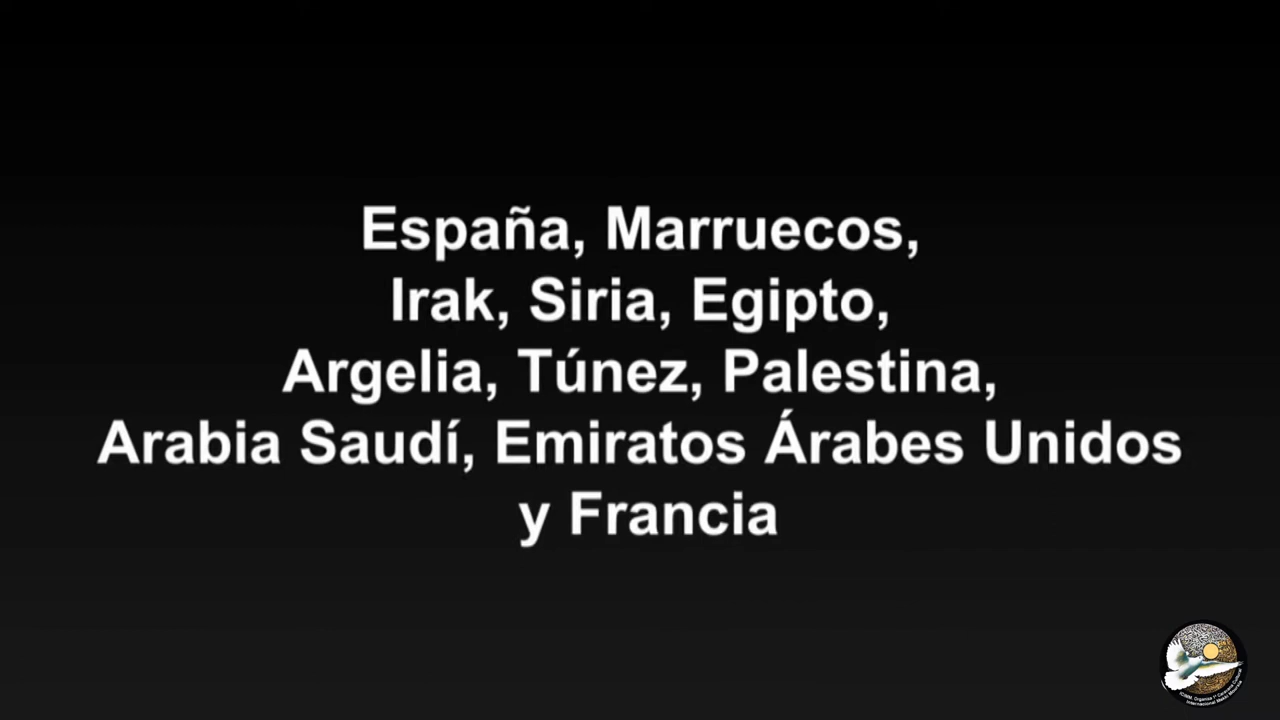 España, Marruecos,
Irak, Siria, Egipto,
Argelia, Túnez, Palestina,
Arabia Saudí, Emiratos Árabes Unidos
y Francia